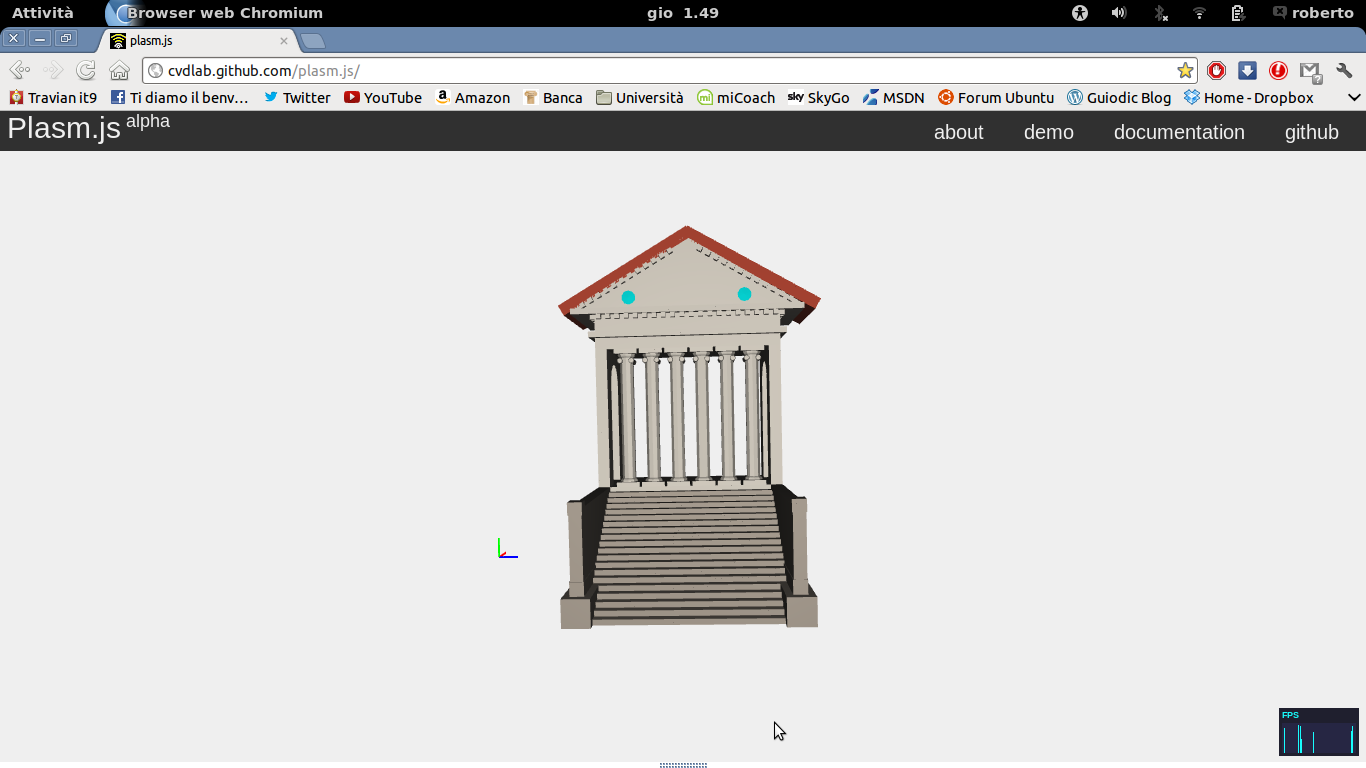 Attività Browser web Chromium gio 1.49 roberto
plasm.js
cvdlab.github.com/plasm.js/
Travian it9 Ti diamo il benv... Twitter YouTube Amazon Banca Università miCoach sky SkyGo MSDN Forum Ubuntu Guiodic Blog Home - Dropbox
Plasm.js alpha about demo documentation github
FPS